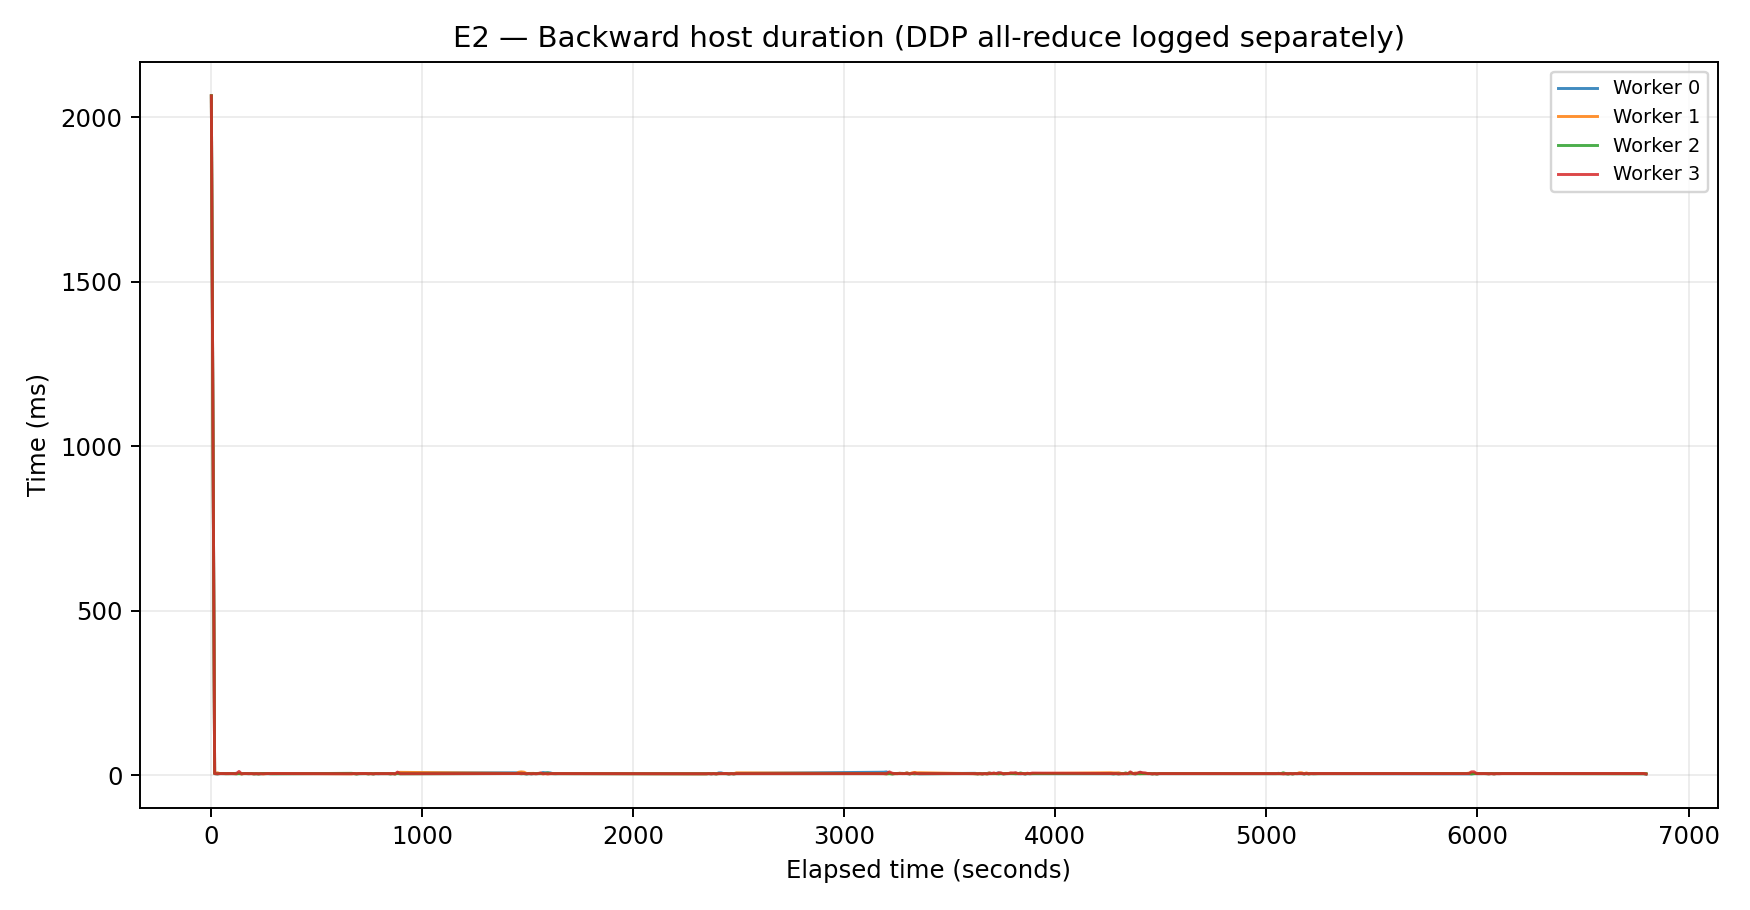 E2 — Backward host duration (DDP all-reduce logged separately)
Worker 0
Worker 1
Worker 2
Worker 3
Time (ms)
2000
1500
1000
500
0
0 1000 2000 3000 4000 5000 6000 7000
Elapsed time (seconds)